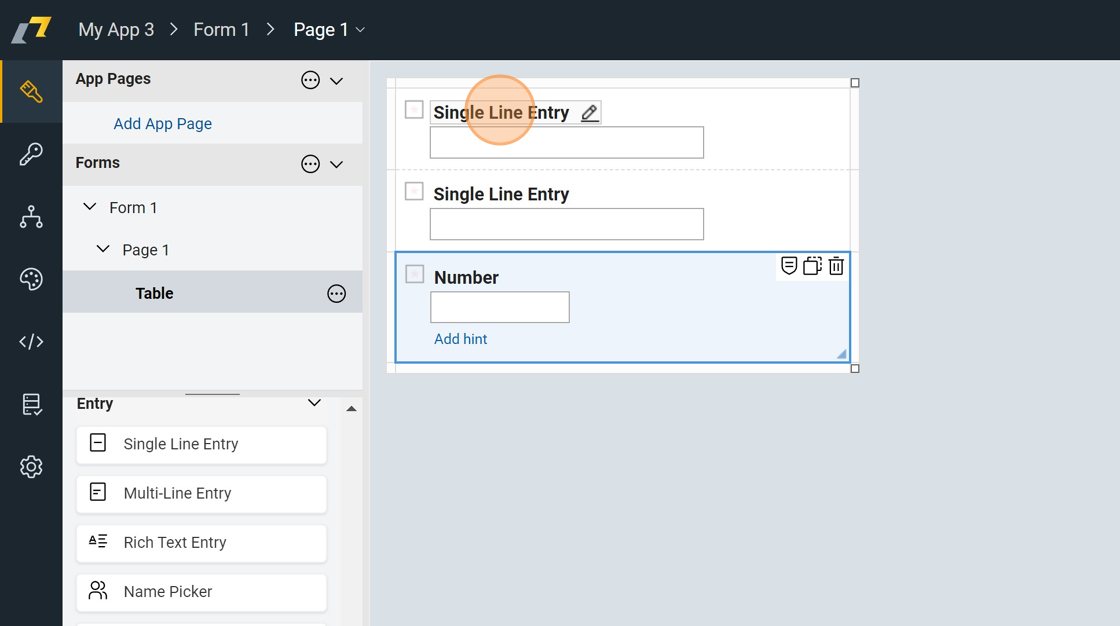 My App 3 > Form 1 > Page 1
App Pages
Add App Page
Forms
Form 1
Page 1
Table
Entry
Single Line Entry
Multi-Line Entry
Rich Text Entry
Name Picker
Single Line Entry
Single Line Entry
Number
Add hint